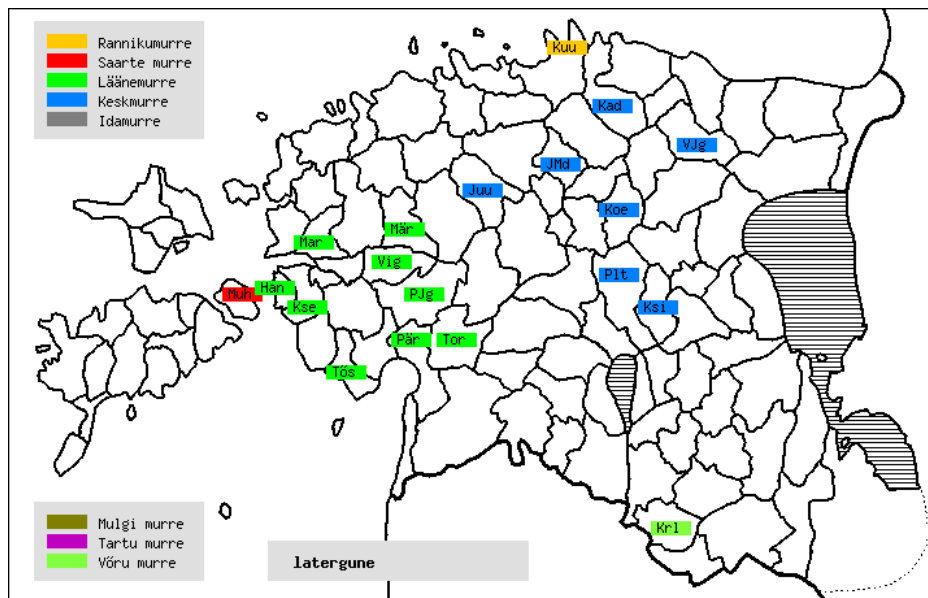 Rannikumurre
Saarte murre
Läänemurre
Keskmurre
Idamurre
Kuu
Kad
VJg
JMd
Juu
Koe
Mär
Mar
Vig
Plt
Muh
Han
PJg
Kse
Ksi
Pär
Tor
Tõs
Krl
Mulgi murre
Tartu murre
Võru murre
latergune